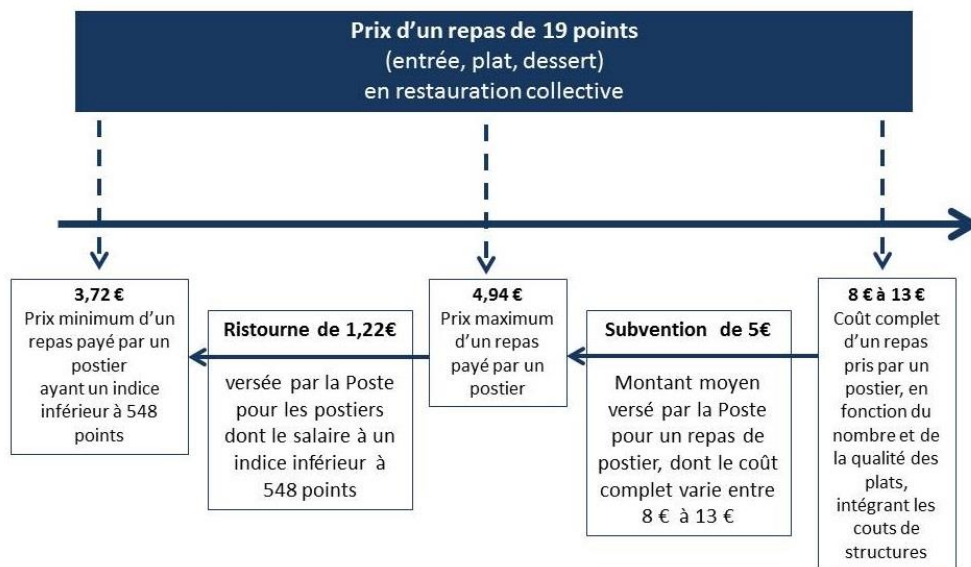 Prix d'un repas de 19 points
(entrée, plat, dessert)
en restauration collective
3,72 €
Prix minimum d'un
repas payé par un
postier
ayant un indice
inférieur à 548
points
Ristourne de 1,22€
versée par la Poste
pour les postiers
dont le salaire à un
indice inférieur à
548 points
4,94 €
Prix maximum
d'un repas
payé par un
postier
Subvention de 5€
Montant moyen
versé par la Poste
pour un repas de
postier, dont le coût
complet varie entre
8 € à 13 €
8 € à 13 €
Coût complet
d'un repas
pris par un
postier, en
fonction du
nombre et de
la qualité des
plats,
intégrant les
couts de
structures